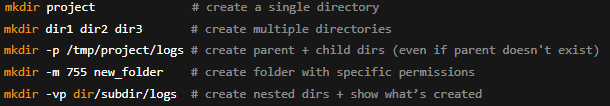 mkdir project # create a single directory
mkdir dir1 dir2 dir3 # create multiple directories
mkdir -p /tmp/project/logs # create parent + child dirs (even if parent doesn't exist)
mkdir -m 755 new_folder # create folder with specific permissions
mkdir -vp dir/subdir/logs # create nested dirs + show what’s created